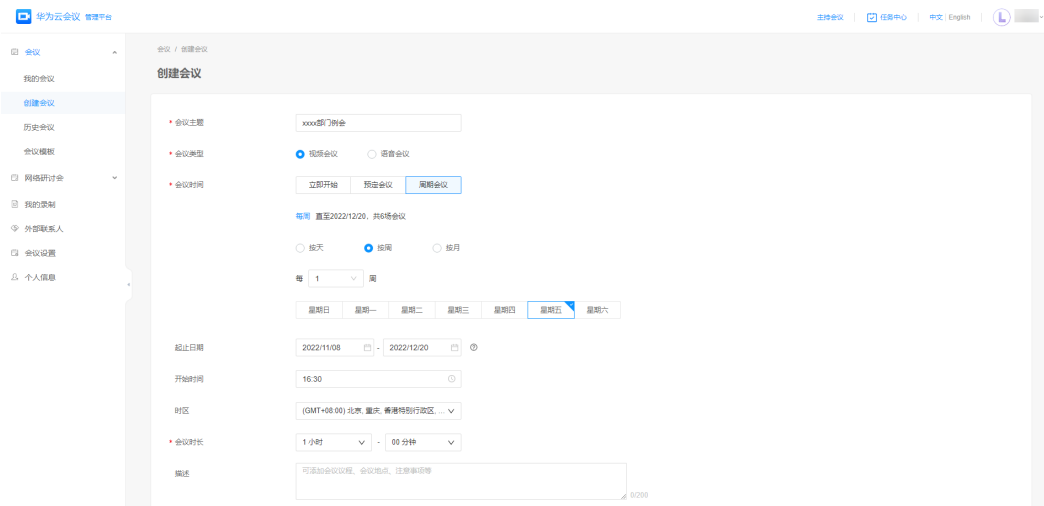 华为云会议 管理平台
主持会议 任务中心 中文 | English
会议
我的会议
创建会议
历史会议
会议模板
网络研讨会
我的录制
外部联系人
会议设置
个人信息
会议 / 创建会议
创建会议
* 会议主题 xxxx部门例会
* 会议类型 视频会议 语音会议
* 会议时间 立即开始 预定会议 周期会议
每周 直至2022/12/20，共6场会议
按天 按周 按月
每 1 周
星期日 星期一 星期二 星期三 星期四 星期五 星期六
起止日期 2022/11/08 - 2022/12/20
开始时间 16:30
时区 (GMT+08:00) 北京, 重庆, 香港特别行政区, ...
* 会议时长 1 小时 - 00 分钟
描述 可添加会议议程、会议地点、注意事项等
0/200